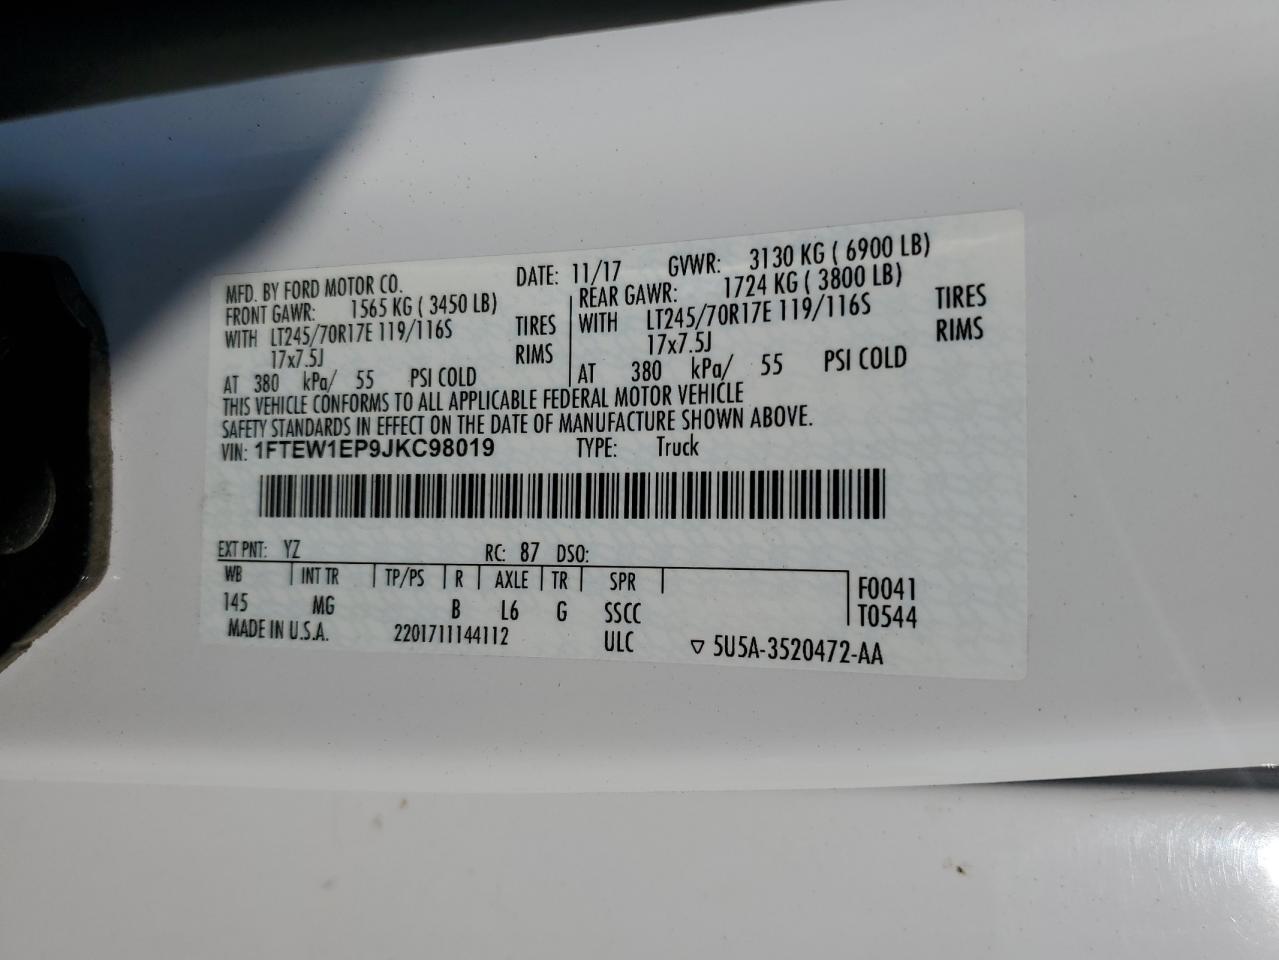 MFD. BY FORD MOTOR CO. DATE: 11/17 GVWR: 3130 KG ( 6900 LB)
FRONT GAWR: 1565 KG ( 3450 LB) REAR GAWR: 1724 KG ( 3800 LB)
WITH LT245/70R17E 119/116S TIRES WITH LT245/70R17E 119/116S TIRES
17x7.5J RIMS 17x7.5J RIMS
AT 380 kPa/ 55 PSI COLD AT 380 kPa/ 55 PSI COLD
THIS VEHICLE CONFORMS TO ALL APPLICABLE FEDERAL MOTOR VEHICLE
SAFETY STANDARDS IN EFFECT ON THE DATE OF MANUFACTURE SHOWN ABOVE.
VIN: 1FTEW1EP9JKC98019 TYPE: Truck
EXT PNT: YZ RC: 87 DSO:
WB INT TR TP/PS R AXLE TR SPR F0041
145 MG B L6 G SSCC T0544
MADE IN U.S.A. 2201711144112 ULC ▽ 5U5A-3520472-AA